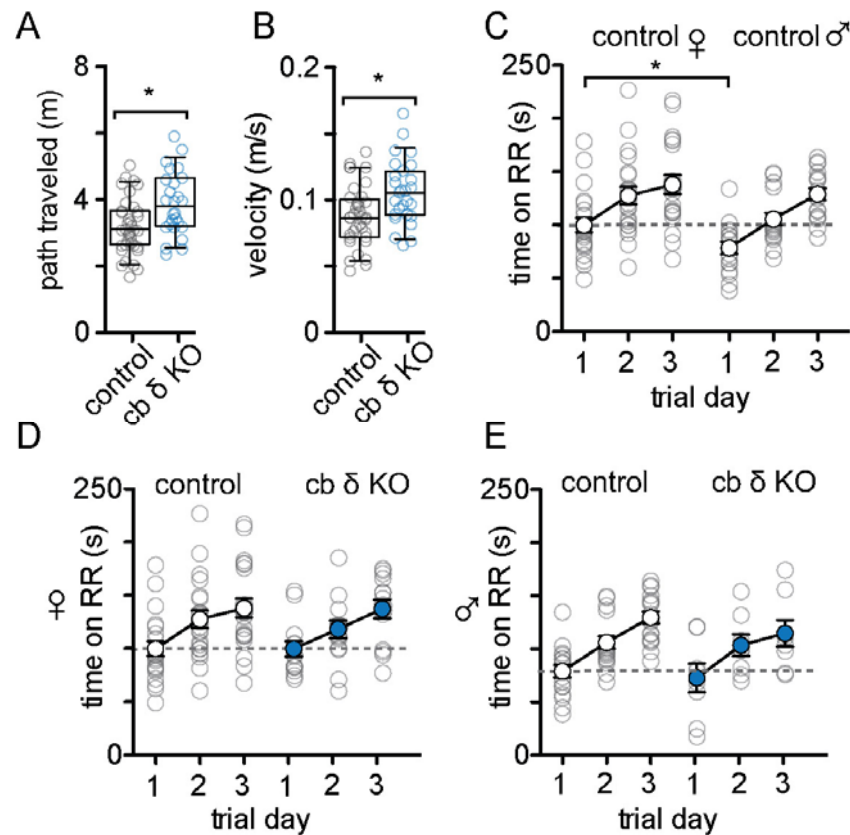 A
path traveled (m)
8
4
0
*
control
cb δ KO
B
velocity (m/s)
0.2
0.1
0
*
control
cb δ KO
C
control ♀ control ♂
time on RR (s)
250
0
*
1 2 3 1 2 3
trial day
D
♀
time on RR (s)
250
0
control cb δ KO
1 2 3 1 2 3
trial day
E
♂
time on RR (s)
250
0
control cb δ KO
1 2 3 1 2 3
trial day